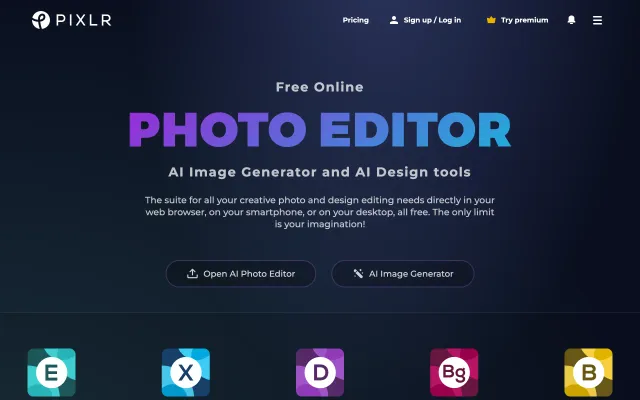 PIXLR
Pricing
Sign up / Log in
Try premium
Free Online
PHOTO EDITOR
AI Image Generator and AI Design tools
The suite for all your creative photo and design editing needs directly in your
web browser, on your smartphone, or on your desktop, all free. The only limit
is your imagination!
Open AI Photo Editor
AI Image Generator
E
X
D
Bg
B